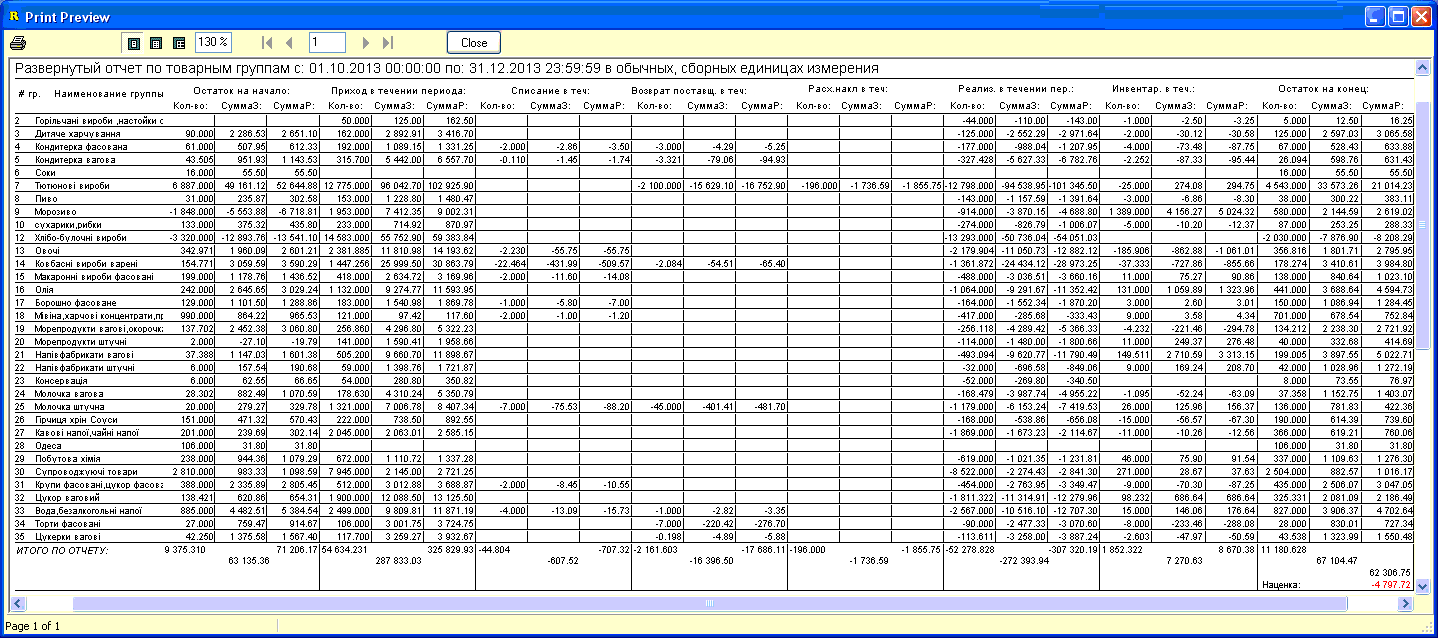 Print Preview
130 % 1 Close
Развернутый отчет по товарным группам с: 01.10.2013 00:00:00 по: 31.12.2013 23:59:59 в обычных, сборных единицах измерения
# гр. Наименование группы Остаток на начало: Приход в течении периода: Списание в теч: Возврат поставщ. в теч: Расх.накл в теч: Реализ. в течении пер.: Инвентар. в теч.: Остаток на конец:
Кол-во: СуммаЗ: СуммаР: Кол-во: СуммаЗ: СуммаР: Кол-во: СуммаЗ: СуммаР: Кол-во: СуммаЗ: СуммаР: Кол-во: СуммаЗ: СуммаР: Кол-во: СуммаЗ: СуммаР: Кол-во: СуммаЗ: СуммаР: Кол-во: СуммаЗ: СуммаР:
2 Горільчані вироби ,настойки с 50.000 125.00 162.50 -44.000 -110.00 -143.00 -1.000 -2.50 -3.25 5.000 12.50 16.25
3 Дитяче харчування 90.000 2 286.53 2 651.10 162.000 2 892.91 3 416.70 -125.000 -2 552.29 -2 971.64 -2.000 -30.12 -30.58 125.000 2 597.03 3 065.58
4 Кондитерка фасована 61.000 507.95 612.33 192.000 1 089.15 1 331.25 -2.000 -2.86 -3.50 -3.000 -4.29 -5.25 -177.000 -988.04 -1 207.95 -4.000 -73.48 -87.75 67.000 528.43 633.88
5 Кондитерка вагова 43.505 951.93 1 143.53 315.700 5 442.00 6 557.70 -0.110 -1.45 -1.74 -3.321 -79.06 -94.93 -327.428 -5 627.33 -6 782.76 -2.252 -87.33 -95.44 26.094 598.76 631.43
6 Соки 16.000 55.50 55.50 16.000 55.50 55.50
7 Тютюнові вироби 6 887.000 49 161.12 52 644.88 12 775.000 96 042.70 102 925.90 -2 100.000 -15 629.10 -16 752.90 -196.000 -1 736.59 -1 855.75 -12 798.000 -94 538.95 -101 345.50 -25.000 274.08 294.75 4 543.000 33 573.26 21 014.23
8 Пиво 31.000 235.87 302.58 153.000 1 228.80 1 480.47 -143.000 -1 157.59 -1 391.64 -3.000 -6.86 -8.30 38.000 300.22 383.11
9 Морозиво -1 848.000 -5 553.88 -6 718.81 1 953.000 7 412.35 9 002.31 -914.000 -3 870.15 -4 688.80 1 389.000 4 156.27 5 024.32 580.000 2 144.59 2 619.02
10 сухарики,рибки 133.000 375.32 435.80 233.000 714.92 870.97 -274.000 -826.79 -1 006.07 -5.000 -10.20 -12.37 87.000 253.25 288.33
12 Хлібо-булочні вироби -3 320.000 -12 893.76 -13 541.10 14 583.000 55 752.90 59 383.84 -13 293.000 -50 736.04 -54 051.03 -2 030.000 -7 876.90 -8 208.29
13 Овочі 342.971 1 960.09 2 601.21 2 381.885 11 810.98 14 193.62 -2.230 -55.75 -55.75 -2 179.904 -11 050.73 -12 882.12 -185.906 -862.88 -1 061.01 356.816 1 801.71 2 795.95
14 Ковбасні вироби варені 154.771 3 059.59 3 590.29 1 447.256 25 999.50 30 863.79 -22.464 -431.99 -509.57 -2.084 -54.51 -65.40 -1 361.872 -24 434.12 -28 973.25 -37.333 -727.86 -855.66 178.274 3 410.61 3 984.80
15 Макаронні вироби фасовані 199.000 1 178.76 1 436.52 418.000 2 634.72 3 169.96 -2.000 -11.60 -14.08 -488.000 -3 036.51 -3 660.16 11.000 75.27 90.86 138.000 840.64 1 023.10
16 Олія 242.000 2 645.65 3 029.24 1 132.000 9 274.77 11 593.95 -1 064.000 -9 291.67 -11 352.42 131.000 1 059.89 1 323.96 441.000 3 688.64 4 594.73
17 Борошно фасоване 129.000 1 101.50 1 288.86 183.000 1 540.98 1 869.78 -1.000 -5.80 -7.00 -164.000 -1 552.34 -1 870.20 3.000 2.60 3.01 150.000 1 086.94 1 284.45
18 Мівіна,харчові концентрати,пр 990.000 864.22 965.53 121.000 97.42 117.60 -2.000 -1.00 -1.20 -417.000 -285.68 -333.43 9.000 3.58 4.34 701.000 678.54 752.84
19 Морепродукти вагові,окорочка 137.702 2 452.38 3 060.80 256.860 4 296.80 5 322.23 -256.118 -4 289.42 -5 366.33 -4.232 -221.46 -294.78 134.212 2 238.30 2 721.92
20 Морепродукти штучні 2.000 -27.10 -19.79 141.000 1 590.41 1 958.66 -114.000 -1 480.00 -1 800.66 11.000 249.37 276.48 40.000 332.68 414.69
21 Напівфабрикати вагові 37.388 1 147.03 1 601.38 505.200 9 660.70 11 898.67 -493.094 -9 620.77 -11 790.49 149.511 2 710.59 3 313.15 199.005 3 897.55 5 022.71
22 Напівфабрикати штучні 6.000 157.54 190.68 59.000 1 398.76 1 721.87 -32.000 -696.58 -849.06 9.000 169.24 208.70 42.000 1 028.96 1 272.19
23 Консервація 6.000 62.55 66.65 54.000 280.80 350.82 -52.000 -269.80 -340.50 8.000 73.55 76.97
24 Молочка вагова 28.302 882.49 1 070.59 178.630 4 310.24 5 350.79 -168.479 -3 987.74 -4 955.22 -1.095 -52.24 -63.09 37.358 1 152.75 1 403.07
25 Молочка штучна 20.000 279.27 329.78 1 321.000 7 006.78 8 407.34 -7.000 -75.53 -88.20 -45.000 -401.41 -481.70 -1 179.000 -6 153.24 -7 419.53 26.000 125.96 156.37 136.000 781.83 422.36
26 Гірчиця хрін Соуси 151.000 471.32 570.43 222.000 738.50 892.55 -168.000 -538.86 -656.08 -15.000 -56.57 -67.30 190.000 614.39 739.60
27 Кавові напої,чайні напої 201.000 239.69 302.14 2 045.000 2 063.01 2 585.15 -1 869.000 -1 673.23 -2 114.67 -11.000 -10.26 -12.56 366.000 619.21 760.06
28 Одеса 106.000 31.80 31.80 106.000 31.80 31.80
29 Побутова хімія 238.000 944.36 1 079.29 672.000 1 110.72 1 337.28 -619.000 -1 021.35 -1 231.81 46.000 75.90 91.54 337.000 1 109.63 1 276.30
30 Супроводжуючі товари 2 810.000 983.33 1 098.59 7 945.000 2 145.00 2 721.25 -8 522.000 -2 274.43 -2 841.30 271.000 28.67 37.63 2 504.000 882.57 1 016.17
31 Крупи фасовані,цукор фасова 388.000 2 335.89 2 805.45 512.000 3 012.88 3 688.87 -2.000 -8.45 -10.55 -454.000 -2 763.95 -3 349.47 -9.000 -70.30 -87.25 435.000 2 506.07 3 047.05
32 Цукор ваговий 138.421 620.86 654.31 1 900.000 12 088.50 13 125.50 -1 811.322 -11 314.91 -12 279.96 98.232 686.64 686.64 325.331 2 081.09 2 186.49
33 Вода,безалкогольні напої 885.000 4 482.51 5 384.54 2 499.000 9 809.81 11 871.19 -4.000 -13.09 -15.73 -1.000 -2.82 -3.35 -2 567.000 -10 516.10 -12 707.30 15.000 146.06 176.64 827.000 3 906.37 4 702.64
34 Торти фасовані 27.000 759.47 914.67 106.000 3 001.75 3 724.75 -7.000 -220.42 -276.70 -90.000 -2 477.33 -3 070.60 -8.000 -233.46 -288.08 28.000 830.01 727.34
35 Цукерки вагові 42.250 1 375.58 1 567.40 117.700 3 259.27 3 932.67 -0.198 -4.89 -5.88 -113.611 -3 258.00 -3 887.24 -2.603 -47.97 -50.59 43.538 1 323.99 1 550.48
ИТОГО ПО ОТЧЕТУ: 9 375.310 71 206.17 54 634.231 325 829.93 -44.804 -707.32 -2 161.603 -17 686.11 -196.000 -1 855.75 -52 278.828 -307 320.19 1 852.322 8 670.38 11 180.628
63 135.36 287 833.03 -607.52 -16 396.50 -1 736.59 -272 393.94 7 270.63 67 104.47
62 306.75
Наценка: -4 797.72
Page 1 of 1